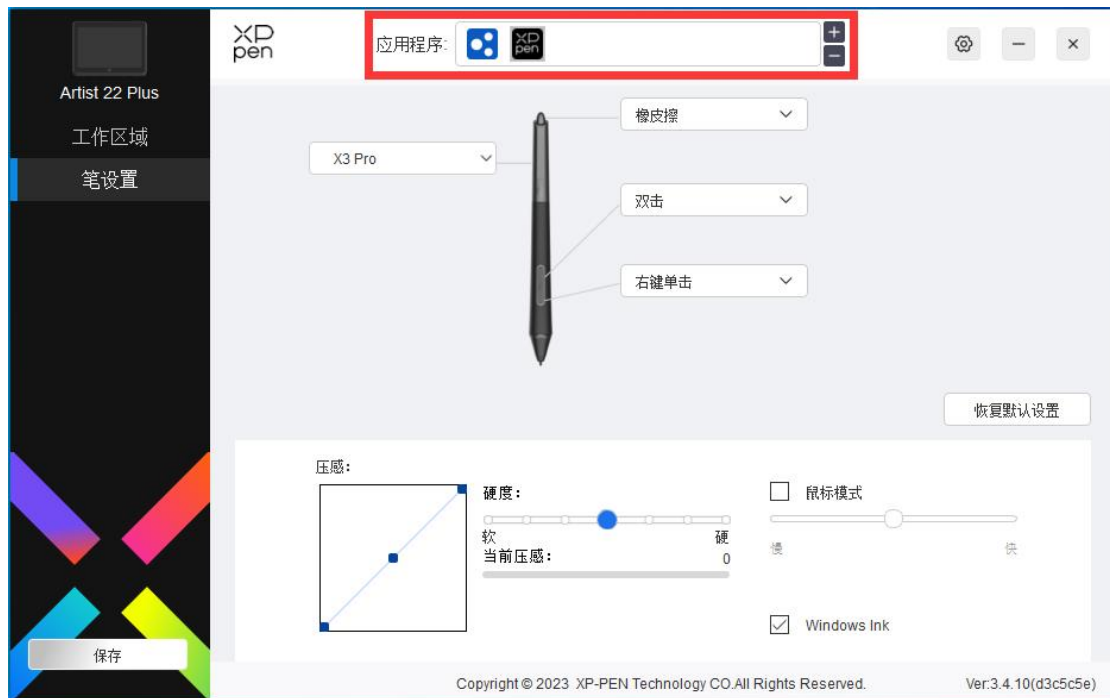 XP
pen
应用程序:
XP
pen
+
−
Artist 22 Plus
工作区域
笔设置
橡皮擦
X3 Pro
双击
右键单击
恢复默认设置
压感：
硬度：
软 硬
当前压感： 0
鼠标模式
慢 快
Windows Ink
保存
Copyright © 2023 XP-PEN Technology CO.All Rights Reserved. Ver:3.4.10(d3c5c5e)